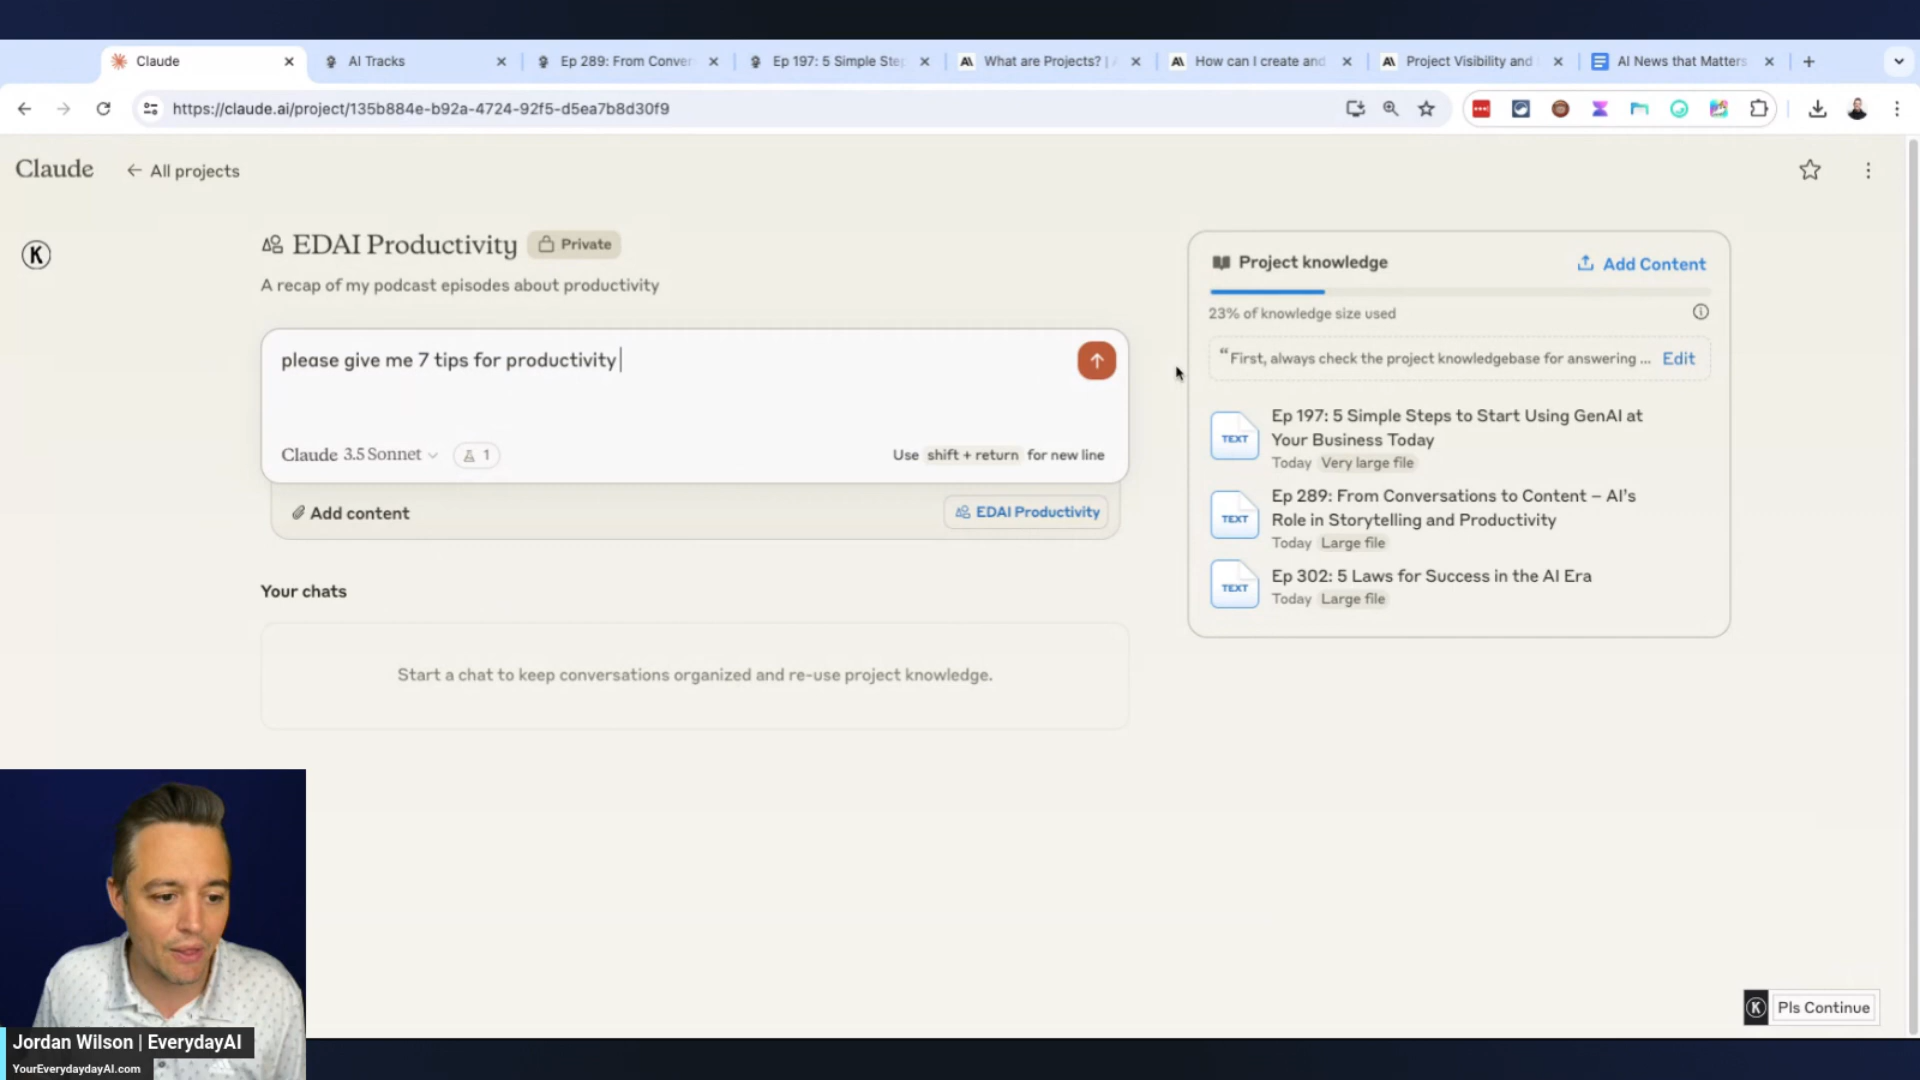 Claude
AI Tracks
Ep 289: From Conver
Ep 197: 5 Simple Ste
What are Projects? |
How can I create and
Project Visibility and
AI News that Matters
https://claude.ai/project/135b884e-b92a-4724-92f5-d5ea7b8d30f9
Claude
← All projects
K
EDAI Productivity
Private
A recap of my podcast episodes about productivity
please give me 7 tips for productivity
Claude 3.5 Sonnet
1
Use shift + return for new line
Add content
EDAI Productivity
Your chats
Start a chat to keep conversations organized and re-use project knowledge.
Project knowledge
Add Content
23% of knowledge size used
“First, always check the project knowledgebase for answering ...
Edit
TEXT
Ep 197: 5 Simple Steps to Start Using GenAI at
Your Business Today
Today Very large file
TEXT
Ep 289: From Conversations to Content – AI's
Role in Storytelling and Productivity
Today Large file
TEXT
Ep 302: 5 Laws for Success in the AI Era
Today Large file
K Pls Continue
Jordan Wilson | EverydayAI
YourEverydaydayAI.com